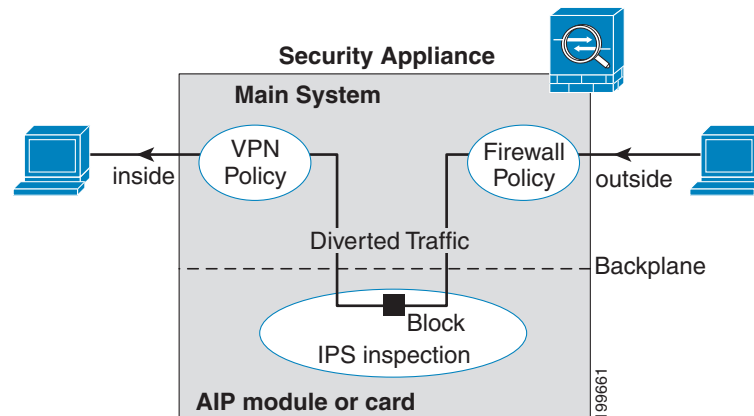 Security Appliance
Main System
VPN
Policy
Firewall
Policy
inside
outside
Diverted Traffic
Backplane
Block
IPS inspection
AIP module or card
199661